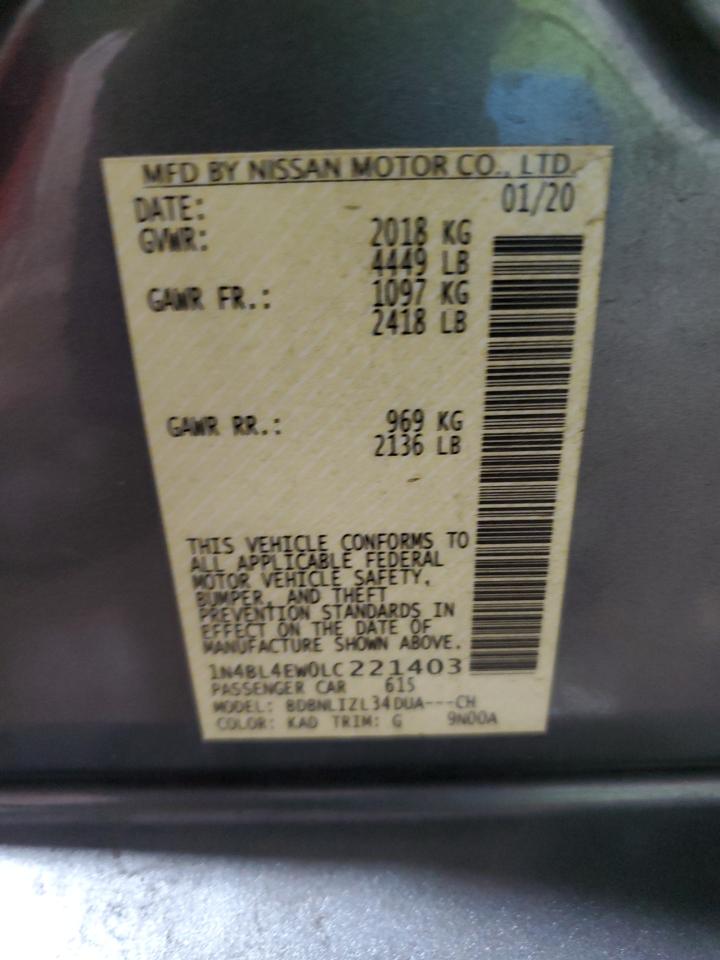 MFD BY NISSAN MOTOR CO., LTD.
DATE: 01/20
GVWR: 2018 KG
4449 LB
GAWR FR.: 1097 KG
2418 LB
GAWR RR.: 969 KG
2136 LB
THIS VEHICLE CONFORMS TO
ALL APPLICABLE FEDERAL
MOTOR VEHICLE SAFETY,
BUMPER, AND THEFT
PREVENTION STANDARDS IN
EFFECT ON THE DATE OF
MANUFACTURE SHOWN ABOVE.
1N4BL4EW0LC221403
PASSENGER CAR 615
MODEL: BDBNLIZL34DUA---CH
COLOR: KAD TRIM: G 9N00A